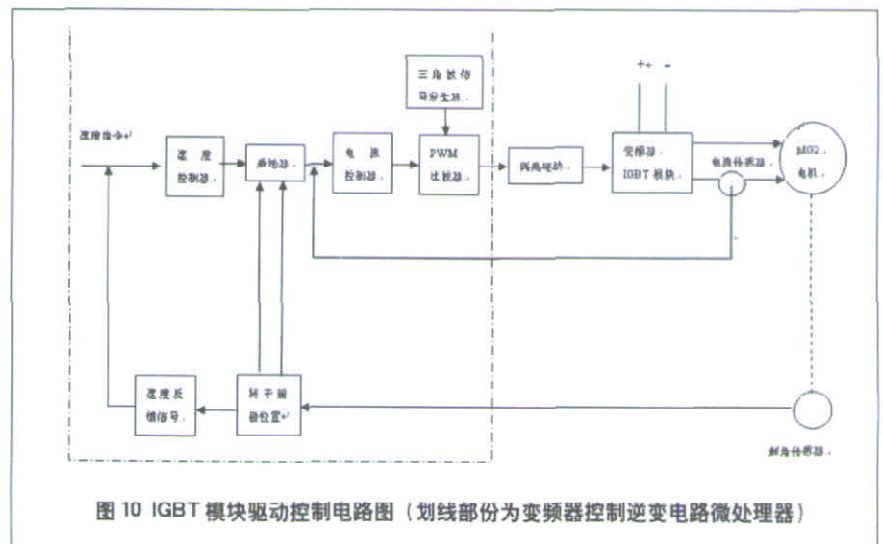 三角波信
号发生器.
++ -
速度指令↵
速 度
控制器.
乘法器.
电 流
控制器.
PWM
比较器.
隔离驱动.
变频器.
IGBT 模块.
电流传感器.
MG2.
电机.
速度反
馈信号.
转子磁
极位置↵
解角传感器.
图 10 IGBT 模块驱动控制电路图（划线部份为变频器控制逆变电路微处理器）